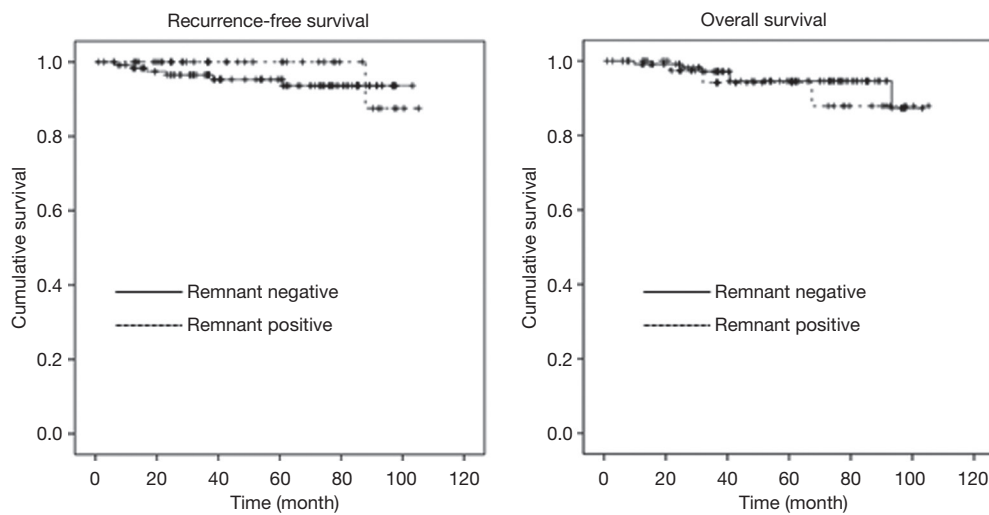 Recurrence-free survival
1.0
0.8
0.6
0.4
0.2
0.0
Cumulative survival
Remnant negative
Remnant positive
0 20 40 60 80 100 120
Time (month)
Overall survival
1.0
0.8
0.6
0.4
0.2
0.0
Cumulative survival
Remnant negative
Remnant positive
0 20 40 60 80 100 120
Time (month)